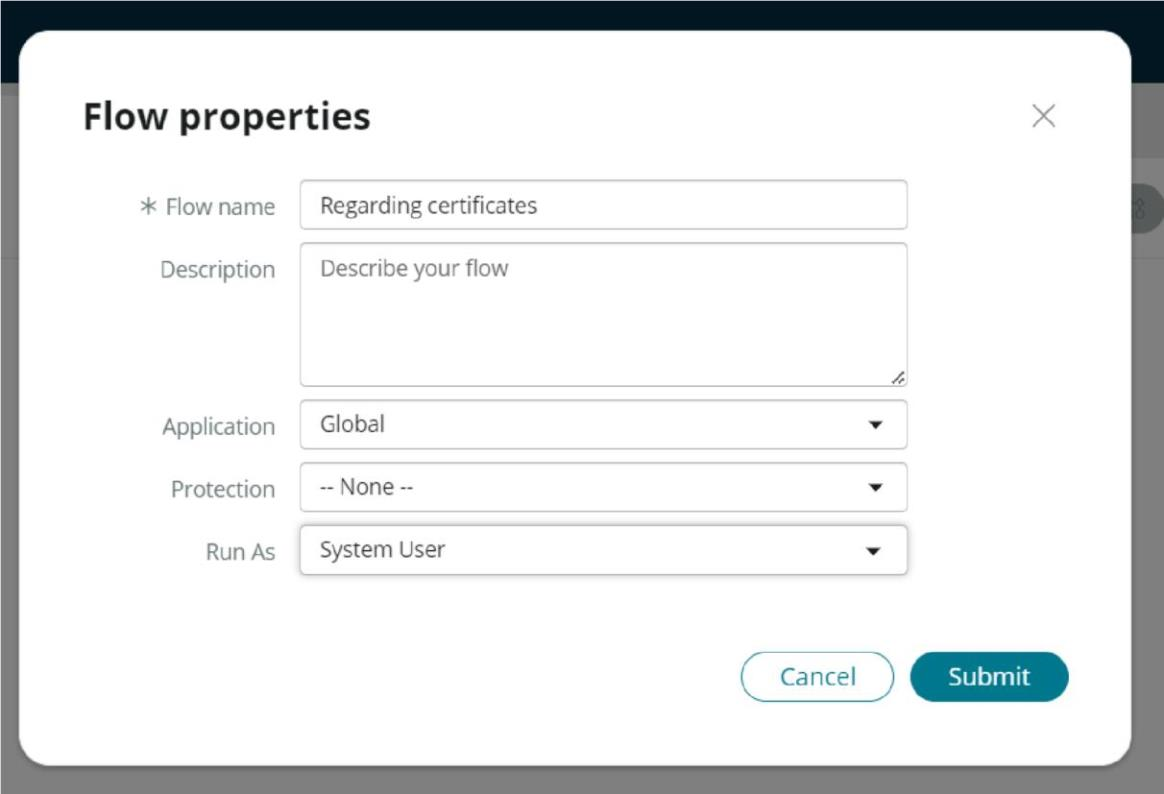 Flow properties
* Flow name Regarding certificates
Description Describe your flow
Application Global
Protection -- None --
Run As System User
Cancel Submit